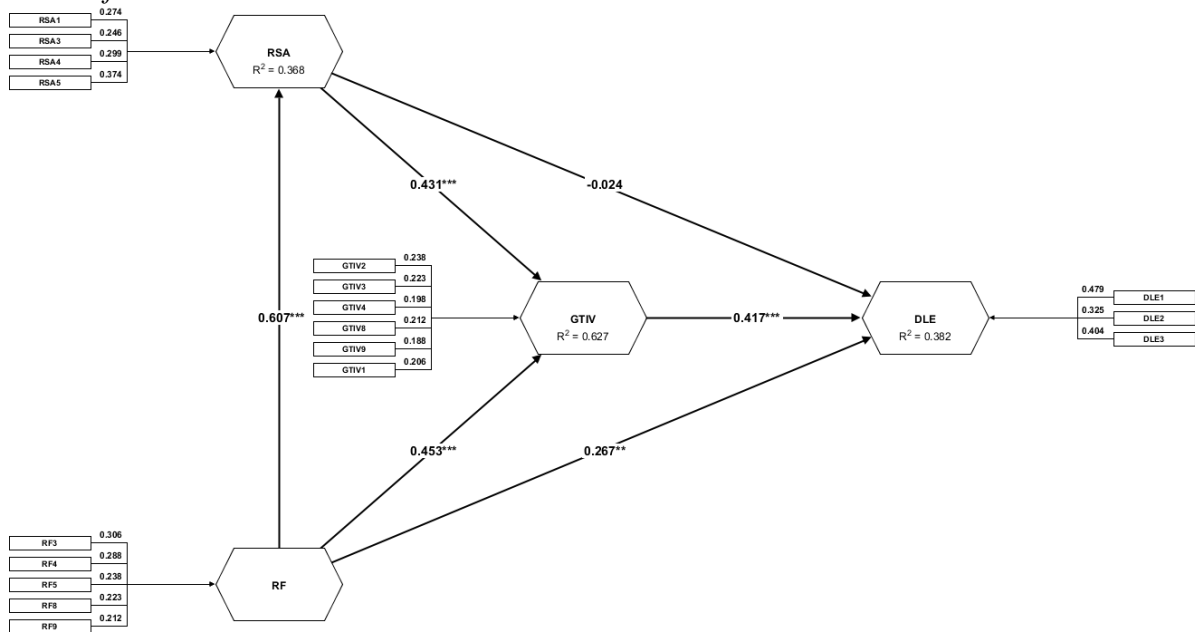 0.274
RSA1
0.246
RSA3
0.299
RSA4
0.374
RSA5
RSA
R² = 0.368
0.431***
-0.024
0.607***
0.238
GTIV2
0.223
GTIV3
0.198
GTIV4
0.212
GTIV8
0.188
GTIV9
0.206
GTIV1
GTIV
R² = 0.627
0.417***
DLE
R² = 0.382
0.479
DLE1
0.325
DLE2
0.404
DLE3
0.453***
0.267**
0.306
RF3
0.288
RF4
0.238
RF5
0.223
RF8
0.212
RF9
RF